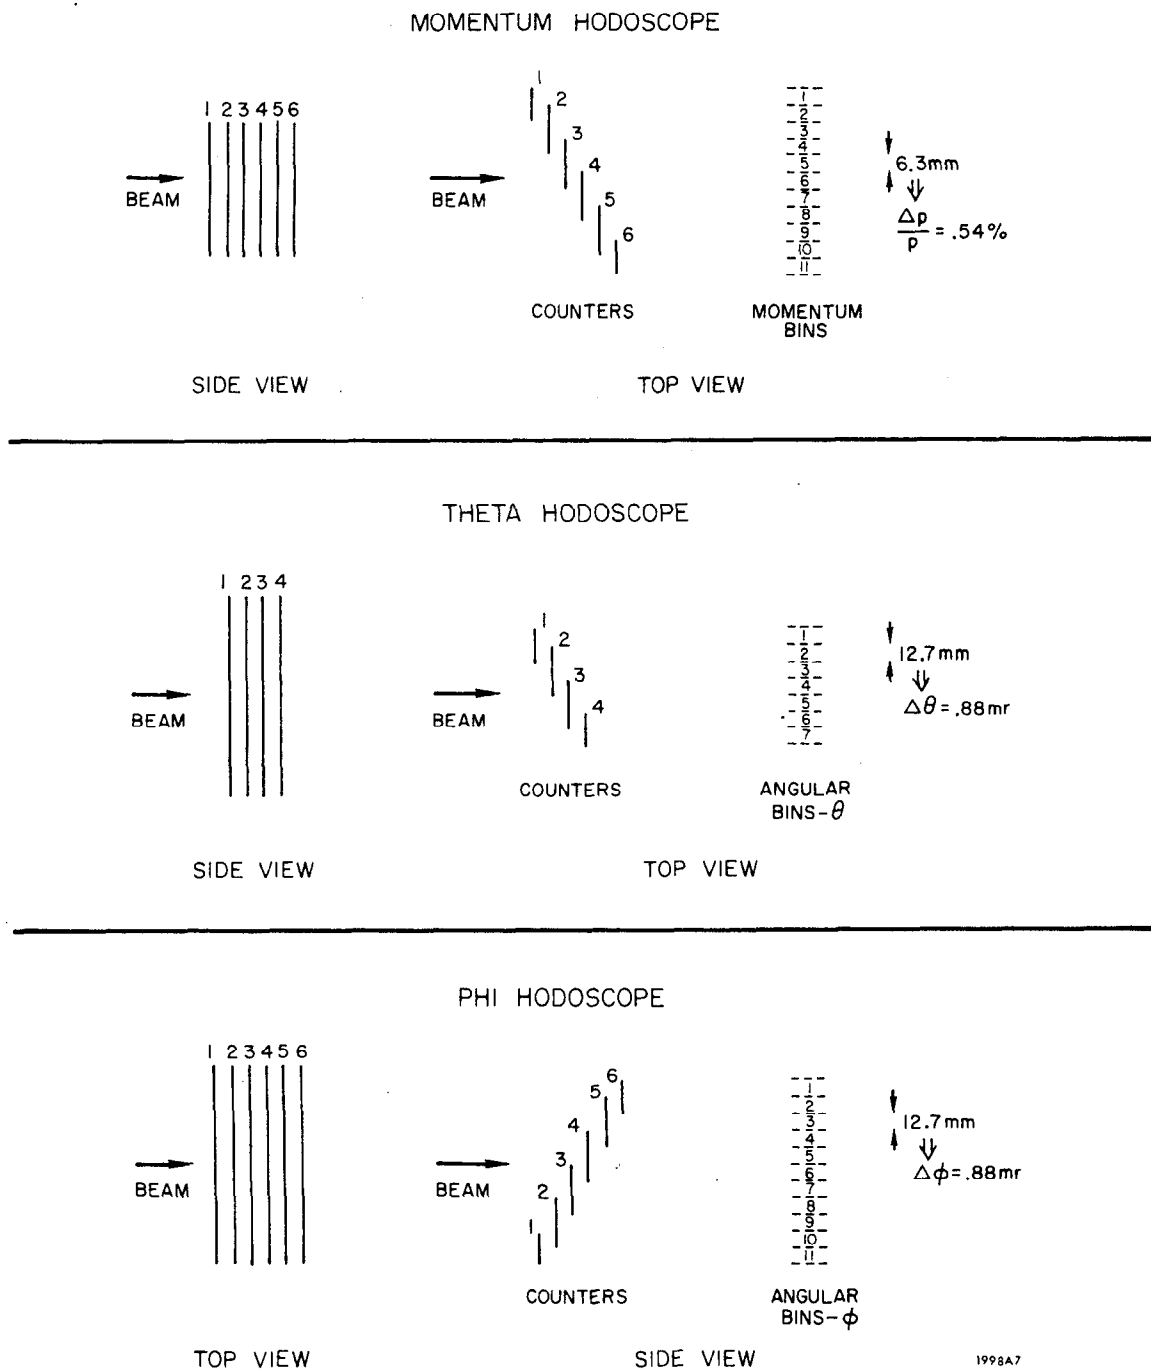 MOMENTUM HODOSCOPE
1 2 3 4 5 6
BEAM
SIDE VIEW
BEAM
1
2
3
4
5
6
COUNTERS
1
2
3
4
5
6
7
8
9
10
11
MOMENTUM
BINS
6.3mm
⇓
Δp
p
= .54%
TOP VIEW
THETA HODOSCOPE
1 2 3 4
BEAM
SIDE VIEW
BEAM
1
2
3
4
COUNTERS
1
2
3
4
5
6
7
ANGULAR
BINS-θ
12.7mm
⇓
Δθ=.88mr
TOP VIEW
PHI HODOSCOPE
1 2 3 4 5 6
BEAM
TOP VIEW
BEAM
6
5
4
3
2
1
COUNTERS
1
2
3
4
5
6
7
8
9
10
11
ANGULAR
BINS-ϕ
12.7mm
⇓
Δϕ=.88mr
SIDE VIEW
1998A7